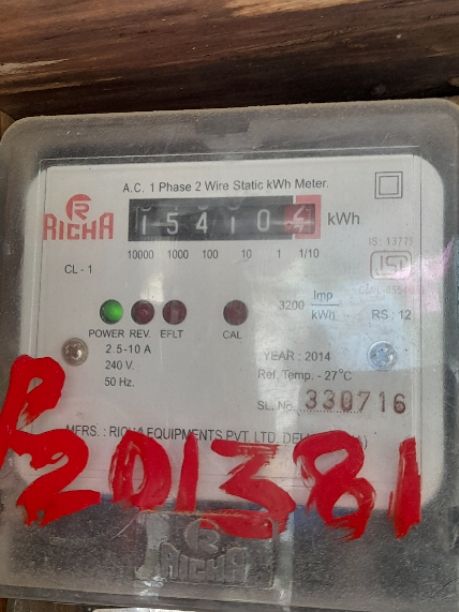 A.C. 1 Phase 2 Wire Static kWh Meter.
RICHA
15410 kWh
10000 1000 100 10 1 1/10
IS: 13779
CL - 1
ISI
3200 Imp/kWh
RS : 12
POWER REV. EFLT CAL
2.5-10 A
240 V.
50 Hz.
YEAR : 2014
Ref. Temp. - 27°C
SL. No. 330716
MFRS. : RICHA EQUIPMENTS PVT. LTD.
P
201381
RICHA